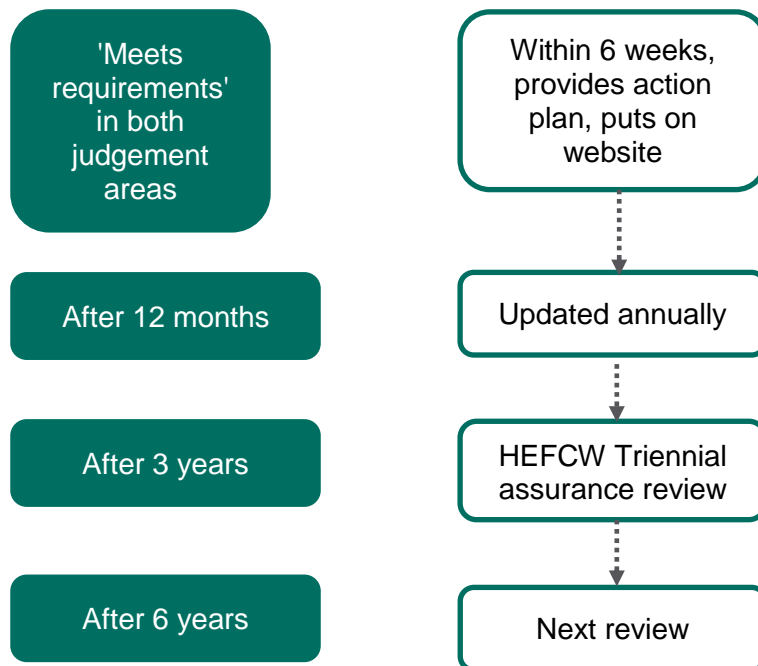 'Meets
requirements'
in both
judgement
areas
Within 6 weeks,
provides action
plan, puts on
website
After 12 months
Updated annually
After 3 years
HEFCW Triennial
assurance review
After 6 years
Next review